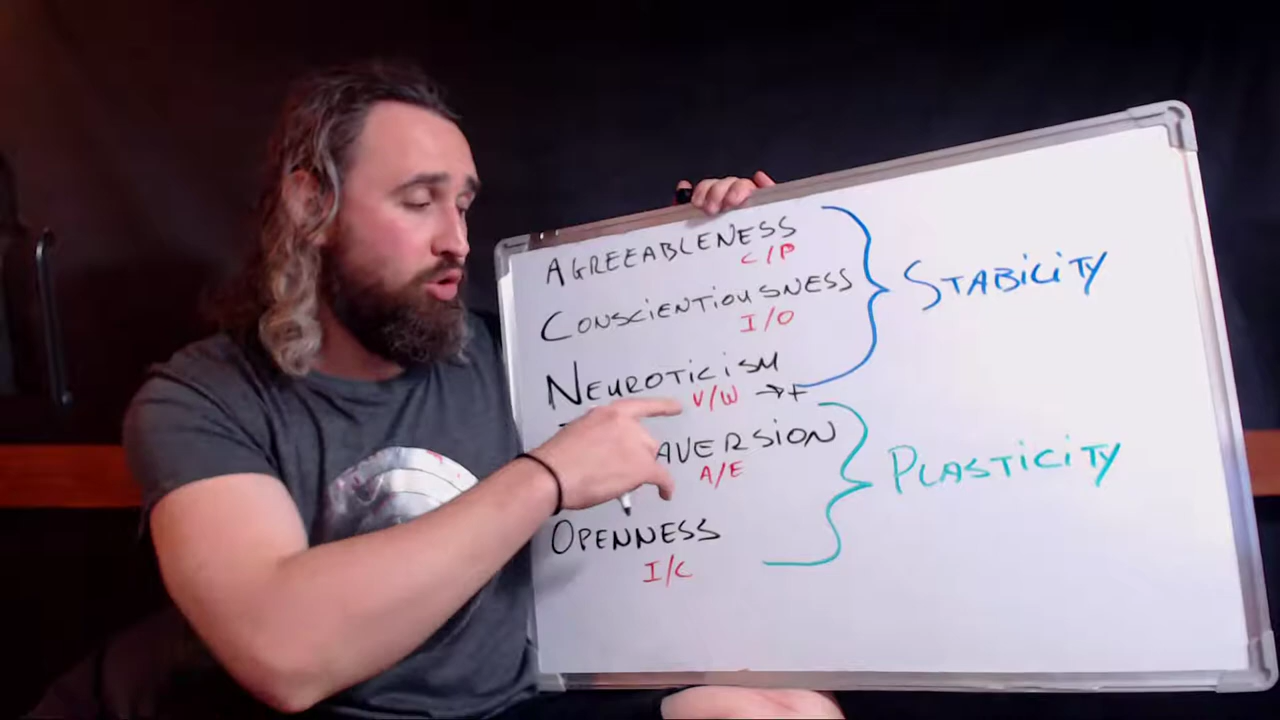 AGREEABLENESS
C/P
CONSCIENTIOUSNESS
I/O
STABILITY
NEUROTICISM
V/W → +
AVERSION
A/E
PLASTICITY
OPENNESS
I/C